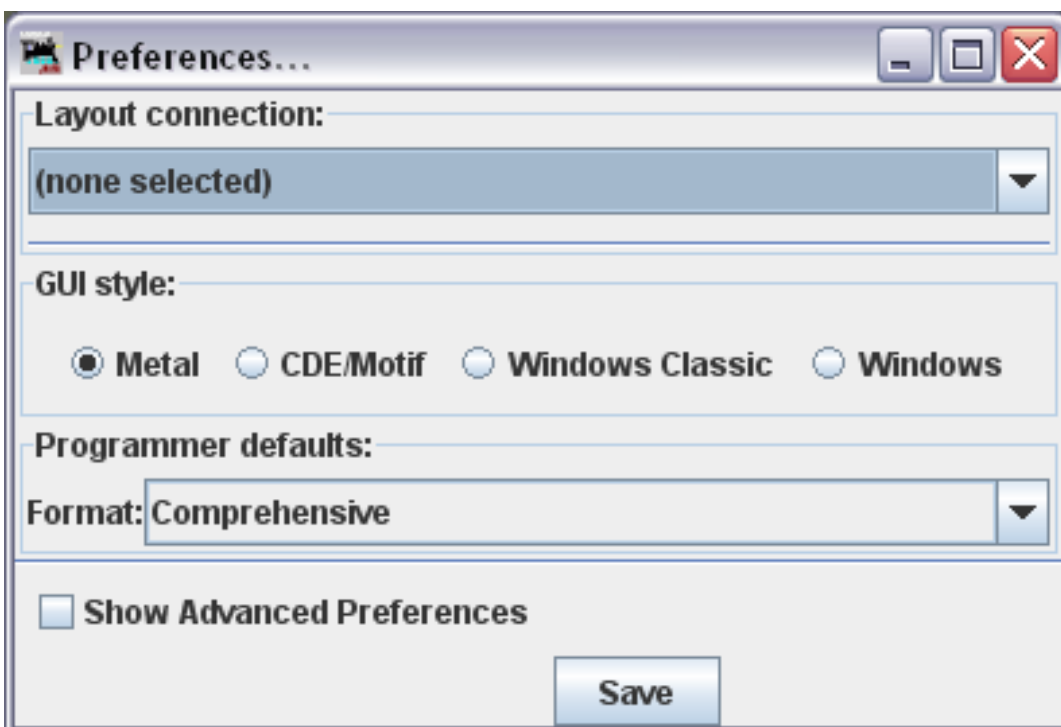 Preferences...
Layout connection:
(none selected)
GUI style:
Metal CDE/Motif Windows Classic Windows
Programmer defaults:
Format: Comprehensive
Show Advanced Preferences
Save